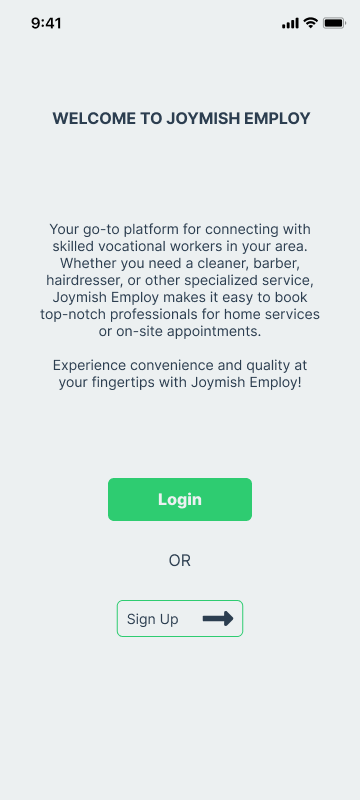 9:41
WELCOME TO JOYMISH EMPLOY
Your go-to platform for connecting with
skilled vocational workers in your area.
Whether you need a cleaner, barber,
hairdresser, or other specialized service,
Joymish Employ makes it easy to book
top-notch professionals for home services
or on-site appointments.
Experience convenience and quality at
your fingertips with Joymish Employ!
Login
OR
Sign Up